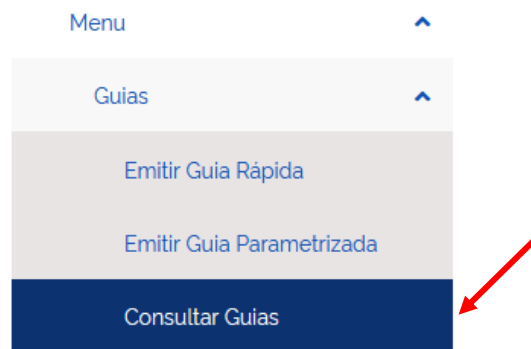 Menu
Guias
Emitir Guia Rápida
Emitir Guia Parametrizada
Consultar Guias